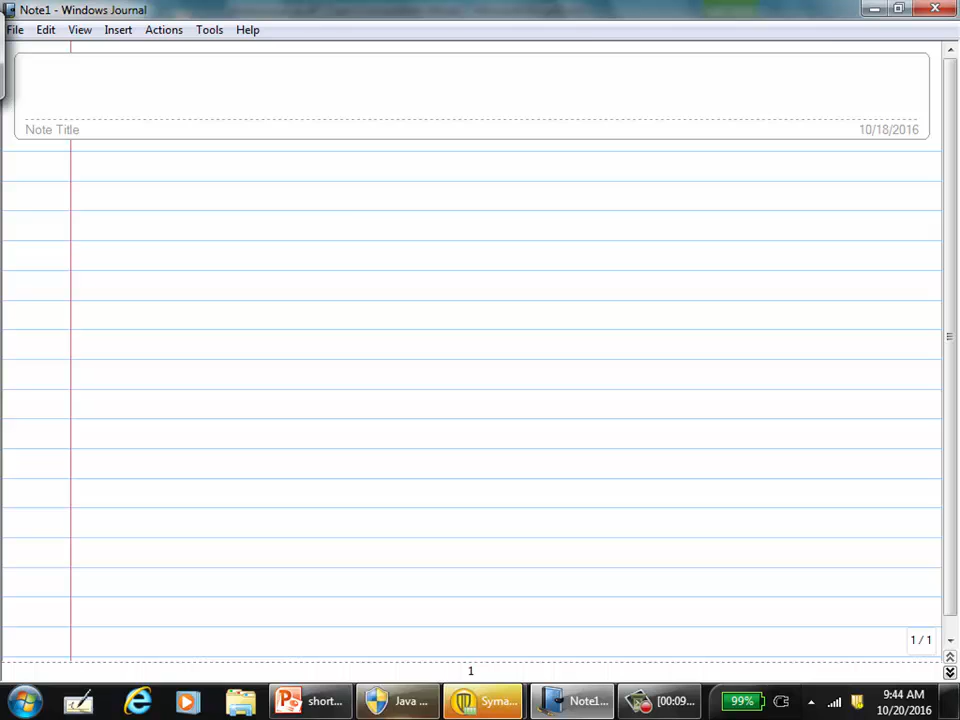 Note1 - Windows Journal
File Edit View Insert Actions Tools Help
Note Title 10/18/2016
1 / 1
1
short... Java ... Syma... Note1... [00:09... 99% 9:44 AM
10/20/2016